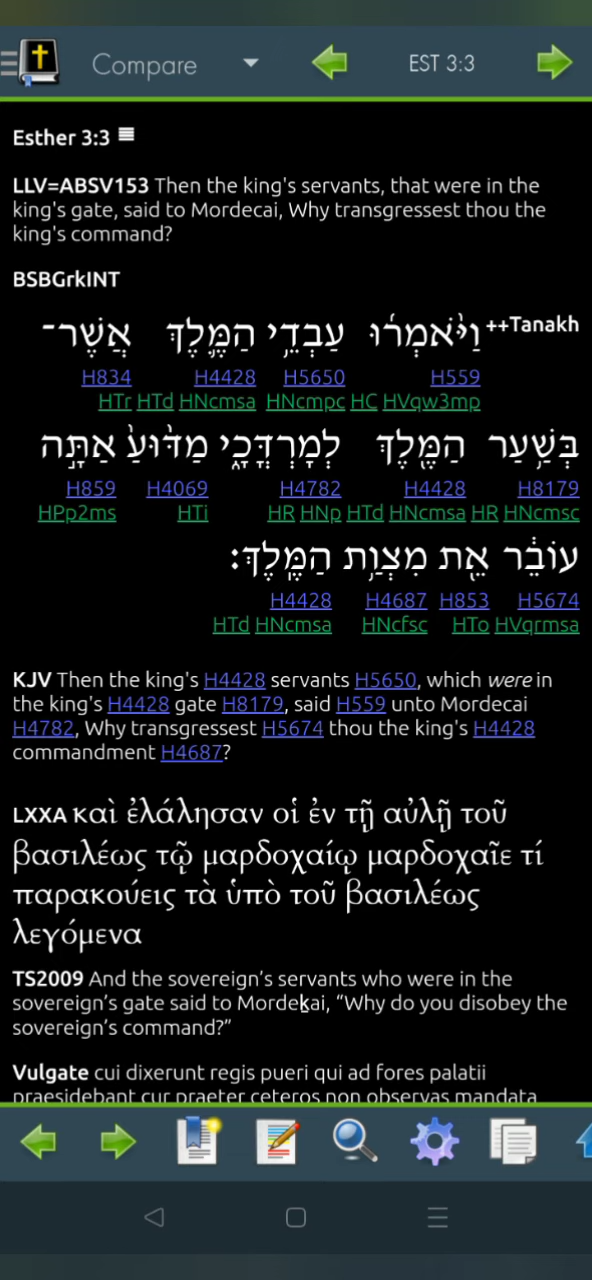 Compare EST 3:3
Esther 3:3
LLV=ABSV153 Then the king's servants, that were in the
king's gate, said to Mordecai, Why transgressest thou the
king's command?
BSBGrkINT
++Tanakh וַיֹּ֨אמְר֜וּ עַבְדֵ֥י הַמֶּ֛לֶךְ אֲשֶׁר־
H834 H4428 H5650 H559
HTr HTd HNcmsa HNcmpc HC HVqw3mp
בְּשַׁ֥עַר הַמֶּ֖לֶךְ לְמָרְדֳּכָ֑י מַדּ֙וּעַ֙ אַתָּ֣ה
H859 H4069 H4782 H4428 H8179
HPp2ms HTi HR HNp HTd HNcmsa HR HNcmsc
עוֹבֵ֔ר אֵ֖ת מִצְוַ֥ת הַמֶּֽלֶךְ׃
H4428 H4687 H853 H5674
HTd HNcmsa HNcfsc HTo HVqrmsa
KJV Then the king's H4428 servants H5650, which were in
the king's H4428 gate H8179, said H559 unto Mordecai
H4782, Why transgressest H5674 thou the king's H4428
commandment H4687?
LXXA καὶ ἐλάλησαν οἱ ἐν τῇ αὐλῇ τοῦ
βασιλέως τῷ μαρδοχαίῳ μαρδοχαῖε τί
παρακούεις τὰ ὑπὸ τοῦ βασιλέως
λεγόμενα
TS2009 And the sovereign’s servants who were in the
sovereign’s gate said to Mordeḵai, “Why do you disobey the
sovereign’s command?”
Vulgate cui dixerunt regis pueri qui ad fores palatii
praesidebant cur praeter ceteros non observas mandata